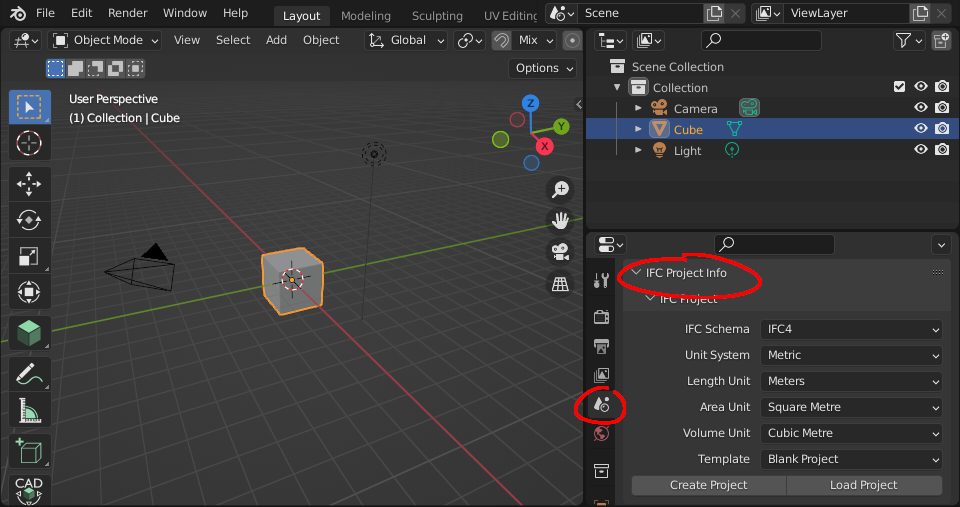 File Edit Render Window Help Layout Modeling Sculpting UV Editing Scene ViewLayer
Object Mode View Select Add Object Global Mix
Options
User Perspective
(1) Collection | Cube
Z
Y
X
CAD
Scene Collection
Collection
Camera
Cube
Light
IFC Project Info
IFC Project
IFC Schema IFC4
Unit System Metric
Length Unit Meters
Area Unit Square Metre
Volume Unit Cubic Metre
Template Blank Project
Create Project Load Project